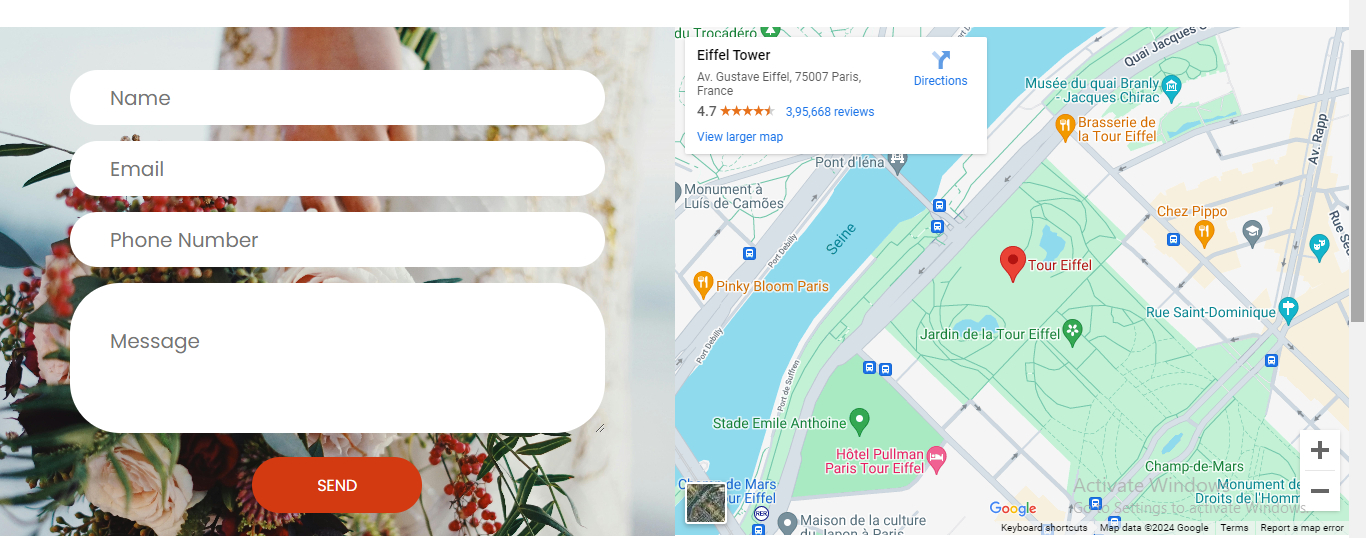 Name
Email
Phone Number
Message
SEND
du Trocadéro
Eiffel Tower
Av. Gustave Eiffel, 75007 Paris,
France
4.7
3,95,668 reviews
View larger map
Directions
Quai Jacques C
Musée du quai Branly
- Jacques Chirac
Brasserie de
la Tour Eiffel
Av. Rapp
Pont d'Iéna
Monument à
Luís de Camões
Chez Pippo
Rue Se
Seine
Port Debilly
Tour Eiffel
Pinky Bloom Paris
Rue Saint-Dominique
Jardin de la Tour Eiffel
Port Debilly
Port de Suffren
Stade Emile Anthoine
Hôtel Pullman
Paris Tour Eiffel
Champ-de-Mars
Ch p de Mars
ur Eiffel
Monument de
Droits de l'Homm
RER
Maison de la culture
du Japon à Paris
Activate Windows
Go to Settings to activate Windows.
Google
Keyboard shortcuts
Map data ©2024 Google
Terms
Report a map error